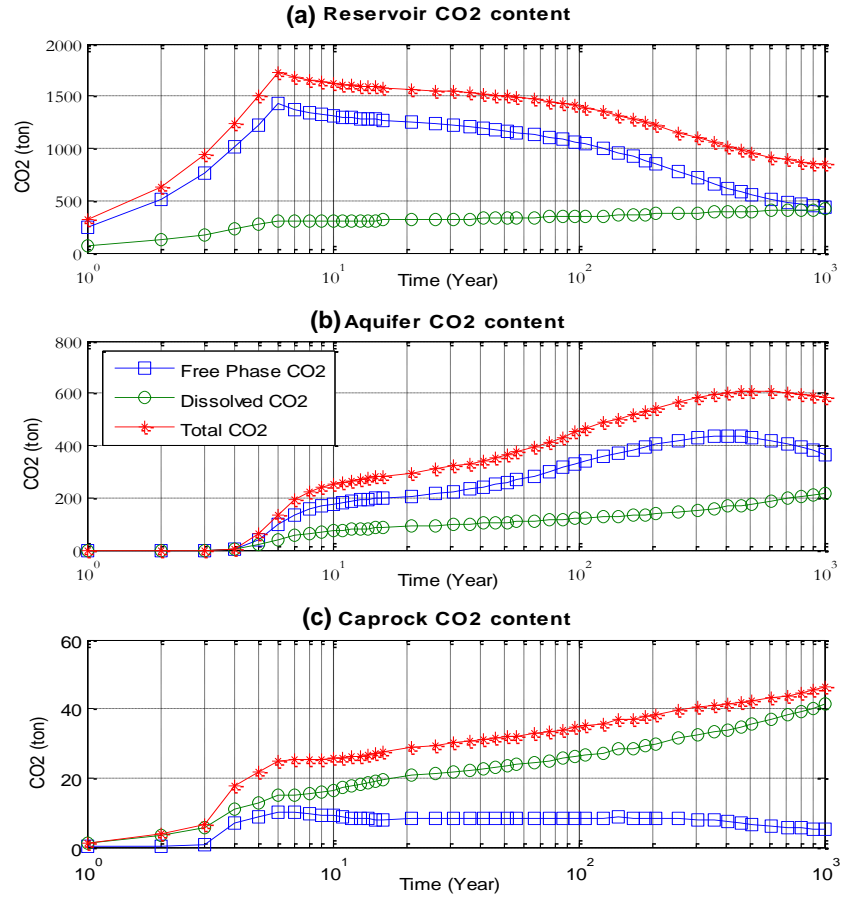 (a) Reservoir CO2 content
2000
1500
1000
500
0
CO2 (ton)
10^0
10^1
10^2
10^3
Time (Year)
(b) Aquifer CO2 content
800
600
400
200
0
CO2 (ton)
Free Phase CO2
Dissolved CO2
Total CO2
10^0
10^1
10^2
10^3
Time (Year)
(c) Caprock CO2 content
60
40
20
0
CO2 (ton)
10^0
10^1
10^2
10^3
Time (Year)